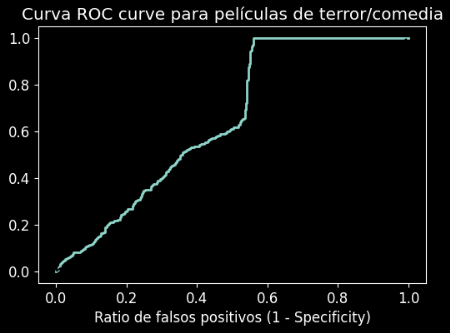 Curva ROC curve para películas de terror/comedia
1.0
0.8
0.6
0.4
0.2
0.0
0.0 0.2 0.4 0.6 0.8 1.0
Ratio de falsos positivos (1 - Specificity)